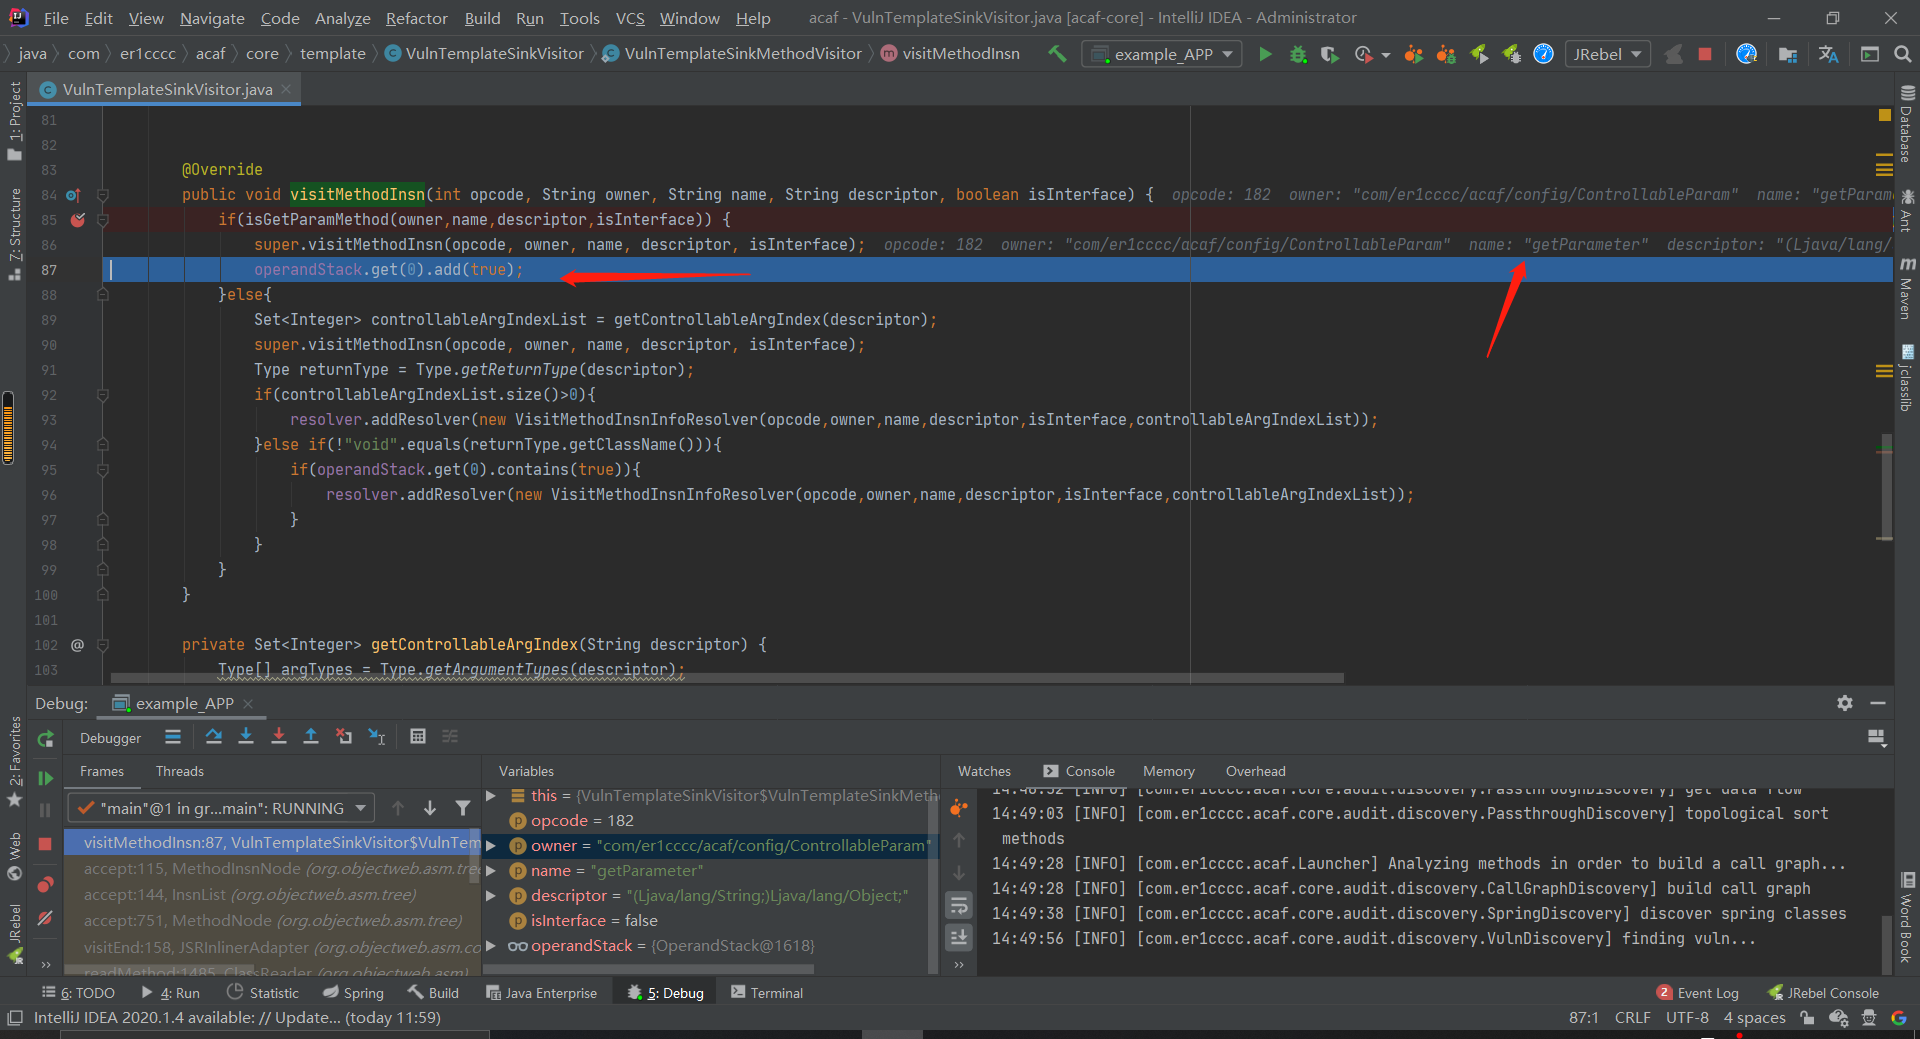 File Edit View Navigate Code Analyze Refactor Build Run Tools VCS Window Help acaf - VulnTemplateSinkVisitor.java [acaf-core] - IntelliJ IDEA - Administrator
java com er1cccc acaf core template VulnTemplateSinkVisitor VulnTemplateSinkMethodVisitor visitMethodInsn example_APP JRebel
VulnTemplateSinkVisitor.java
1: Project
7: Structure
2: Favorites
Web
JRebel
81
82
83 @Override
84 public void visitMethodInsn(int opcode, String owner, String name, String descriptor, boolean isInterface) { opcode: 182 owner: "com/er1cccc/acaf/config/ControllableParam" name: "getParam
85 if(isGetParamMethod(owner,name,descriptor,isInterface)) {
86 super.visitMethodInsn(opcode, owner, name, descriptor, isInterface); opcode: 182 owner: "com/er1cccc/acaf/config/ControllableParam" name: "getParameter" descriptor: "(Ljava/lang/
87 operandStack.get(0).add(true);
88 }else{
89 Set<Integer> controllableArgIndexList = getControllableArgIndex(descriptor);
90 super.visitMethodInsn(opcode, owner, name, descriptor, isInterface);
91 Type returnType = Type.getReturnType(descriptor);
92 if(controllableArgIndexList.size()>0){
93 resolver.addResolver(new VisitMethodInsnInfoResolver(opcode,owner,name,descriptor,isInterface,controllableArgIndexList));
94 }else if(!"void".equals(returnType.getClassName())){
95 if(operandStack.get(0).contains(true)){
96 resolver.addResolver(new VisitMethodInsnInfoResolver(opcode,owner,name,descriptor,isInterface,controllableArgIndexList));
97 }
98 }
99 }
100 }
101
102 @ private Set<Integer> getControllableArgIndex(String descriptor) {
103 Type[] argTypes = Type.getArgumentTypes(descriptor);
Database
Ant
Maven
jclasslib
Word Book
Debug: example_APP
Debugger
Frames Threads
"main"@1 in gr...main": RUNNING
visitMethodInsn:87, VulnTemplateSinkVisitor$VulnTem
accept:115, MethodInsnNode (org.objectweb.asm.tree)
accept:144, InsnList (org.objectweb.asm.tree)
accept:751, MethodNode (org.objectweb.asm.tree)
visitEnd:158, JSRInlinerAdapter (org.objectweb.asm.co
readMethod:1485, ClassReader (org.objectweb.asm)
Variables
this = {VulnTemplateSinkVisitor$VulnTemplateSinkMeth
opcode = 182
owner = "com/er1cccc/acaf/config/ControllableParam"
name = "getParameter"
descriptor = "(Ljava/lang/String;)Ljava/lang/Object;"
isInterface = false
operandStack = {OperandStack@1618}
Watches Console Memory Overhead
[INFO] [com.er1cccc.acaf.core.audit.discovery.PassthroughDiscovery] get data flow
14:49:03 [INFO] [com.er1cccc.acaf.core.audit.discovery.PassthroughDiscovery] topological sort
methods
14:49:28 [INFO] [com.er1cccc.acaf.Launcher] Analyzing methods in order to build a call graph...
14:49:28 [INFO] [com.er1cccc.acaf.core.audit.discovery.CallGraphDiscovery] build call graph
14:49:38 [INFO] [com.er1cccc.acaf.core.audit.discovery.SpringDiscovery] discover spring classes
14:49:56 [INFO] [com.er1cccc.acaf.core.audit.discovery.VulnDiscovery] finding vuln...
6: TODO 4: Run Statistic Spring Build Java Enterprise 5: Debug Terminal 2 Event Log JRebel Console
IntelliJ IDEA 2020.1.4 available: // Update... (today 11:59) 87:1 CRLF UTF-8 4 spaces